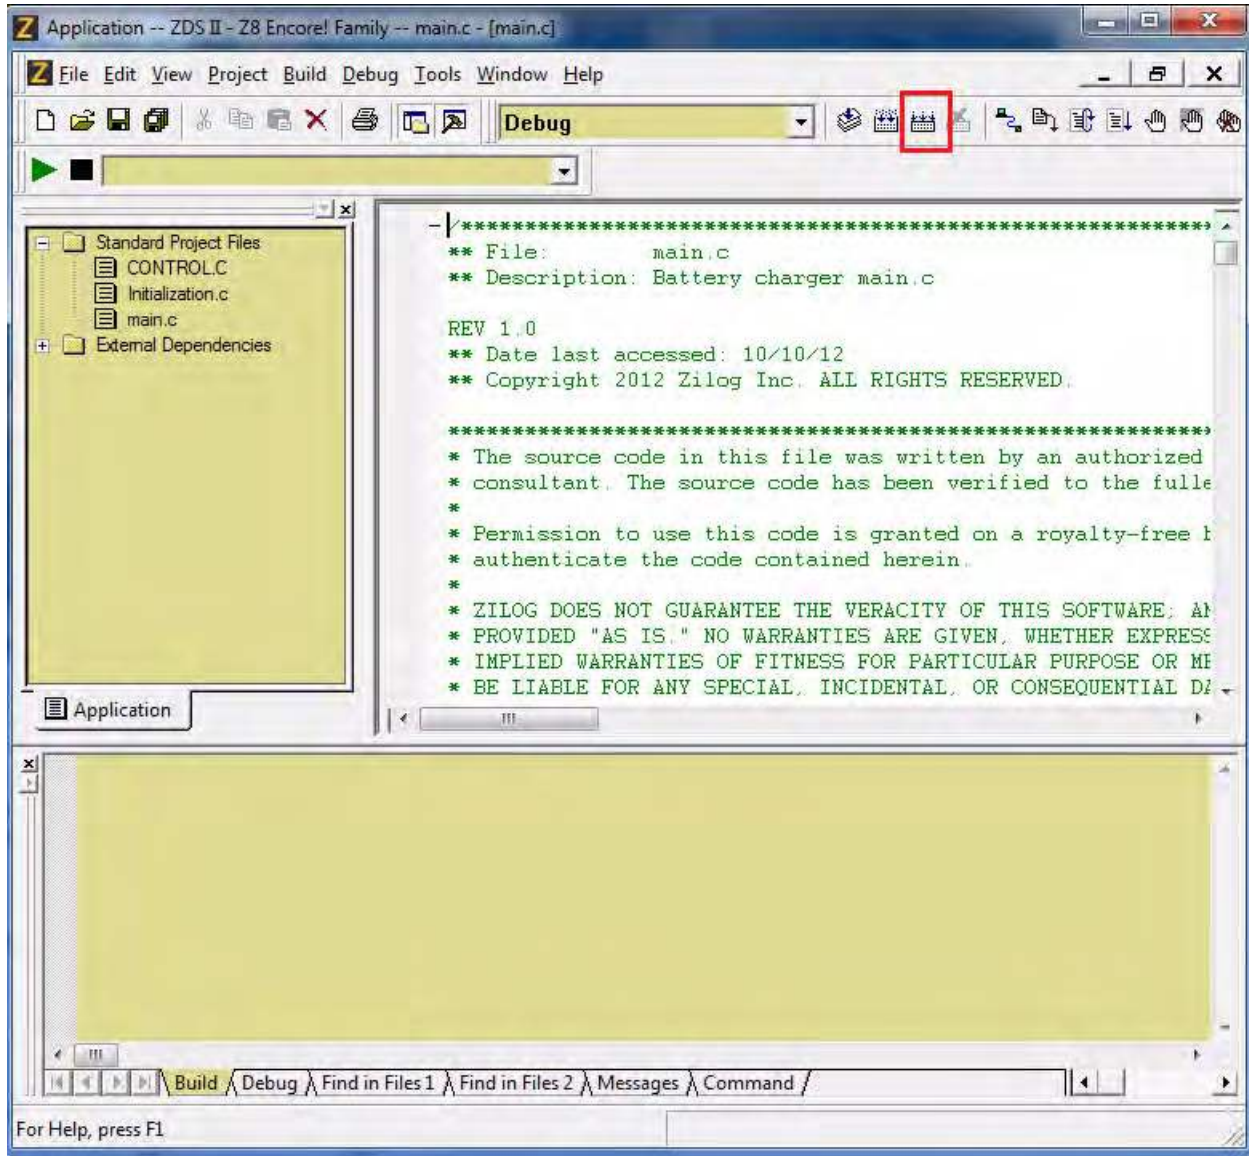 Application -- ZDS II - Z8 Encore! Family -- main.c - [main.c]
File Edit View Project Build Debug Tools Window Help
Debug
Standard Project Files
CONTROL.C
Initialization.c
main.c
External Dependencies
Application
/************************************************************
** File: main.c
** Description: Battery charger main.c
REV 1.0
** Date last accessed: 10/10/12
** Copyright 2012 Zilog Inc. ALL RIGHTS RESERVED.
*************************************************************
* The source code in this file was written by an authorized
* consultant. The source code has been verified to the fulle
*
* Permission to use this code is granted on a royalty-free
* authenticate the code contained herein.
*
* ZILOG DOES NOT GUARANTEE THE VERACITY OF THIS SOFTWARE;
* PROVIDED "AS IS." NO WARRANTIES ARE GIVEN, WHETHER EXPRESS
* IMPLIED WARRANTIES OF FITNESS FOR PARTICULAR PURPOSE OR
* BE LIABLE FOR ANY SPECIAL, INCIDENTAL, OR CONSEQUENTIAL
Build Debug Find in Files 1 Find in Files 2 Messages Command
For Help, press F1